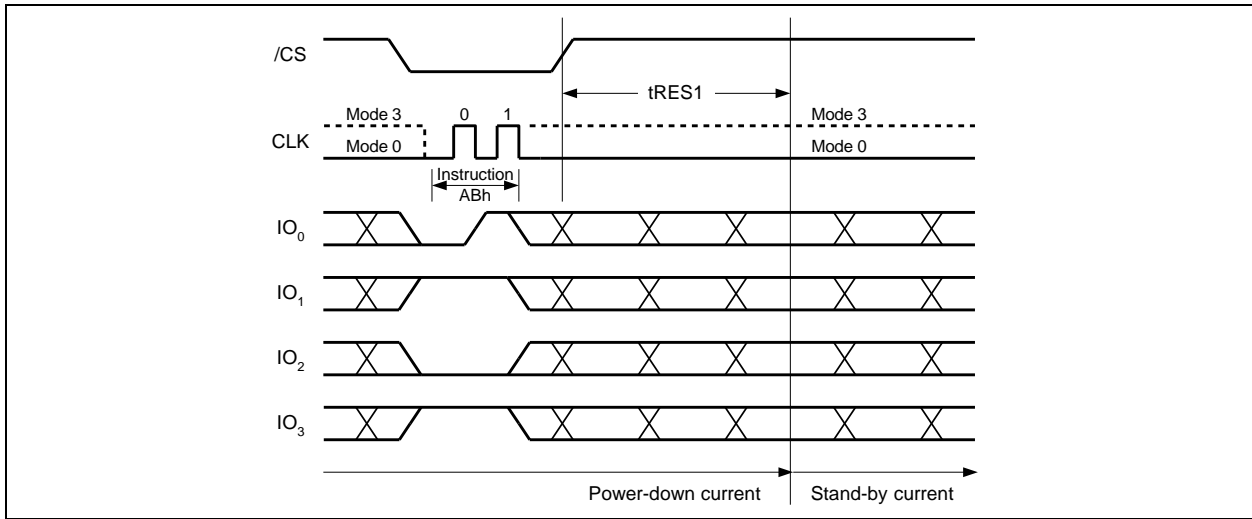 /CS
tRES1
Mode 3 0 1 Mode 3
CLK
Mode 0 Mode 0
Instruction
ABh
IO0
IO1
IO2
IO3
Power-down current Stand-by current